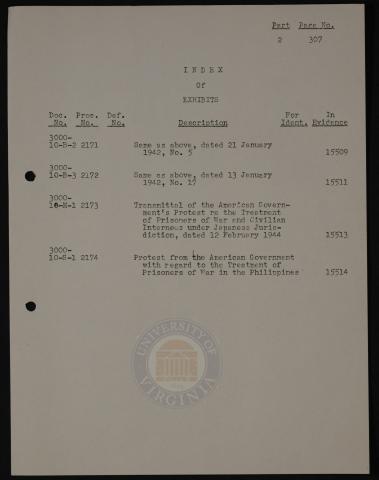 Part Page No.
2 307
I N D E X
Of
EXHIBITS
Doc. Pros. Def. For In
No. No. No. Description Ident. Evidence
3000-
10-B-2 2171 Same as above, dated 21 January
1942, No. 5 15509
3000-
10-B-3 2172 Same as above, dated 13 January
1942, No. 17 15511
3000-
10-H-1 2173 Transmittal of the American Govern-
ment's Protest re the Treatment
of Prisoners of War and Civilian
Internees under Japanese Juris-
diction, dated 12 February 1944 15513
3000-
10-S-1 2174 Protest from the American Government
with regard to the Treatment of
Prisoners of War in the Philippines 15514
UNIVERSITY OF
VIRGINIA